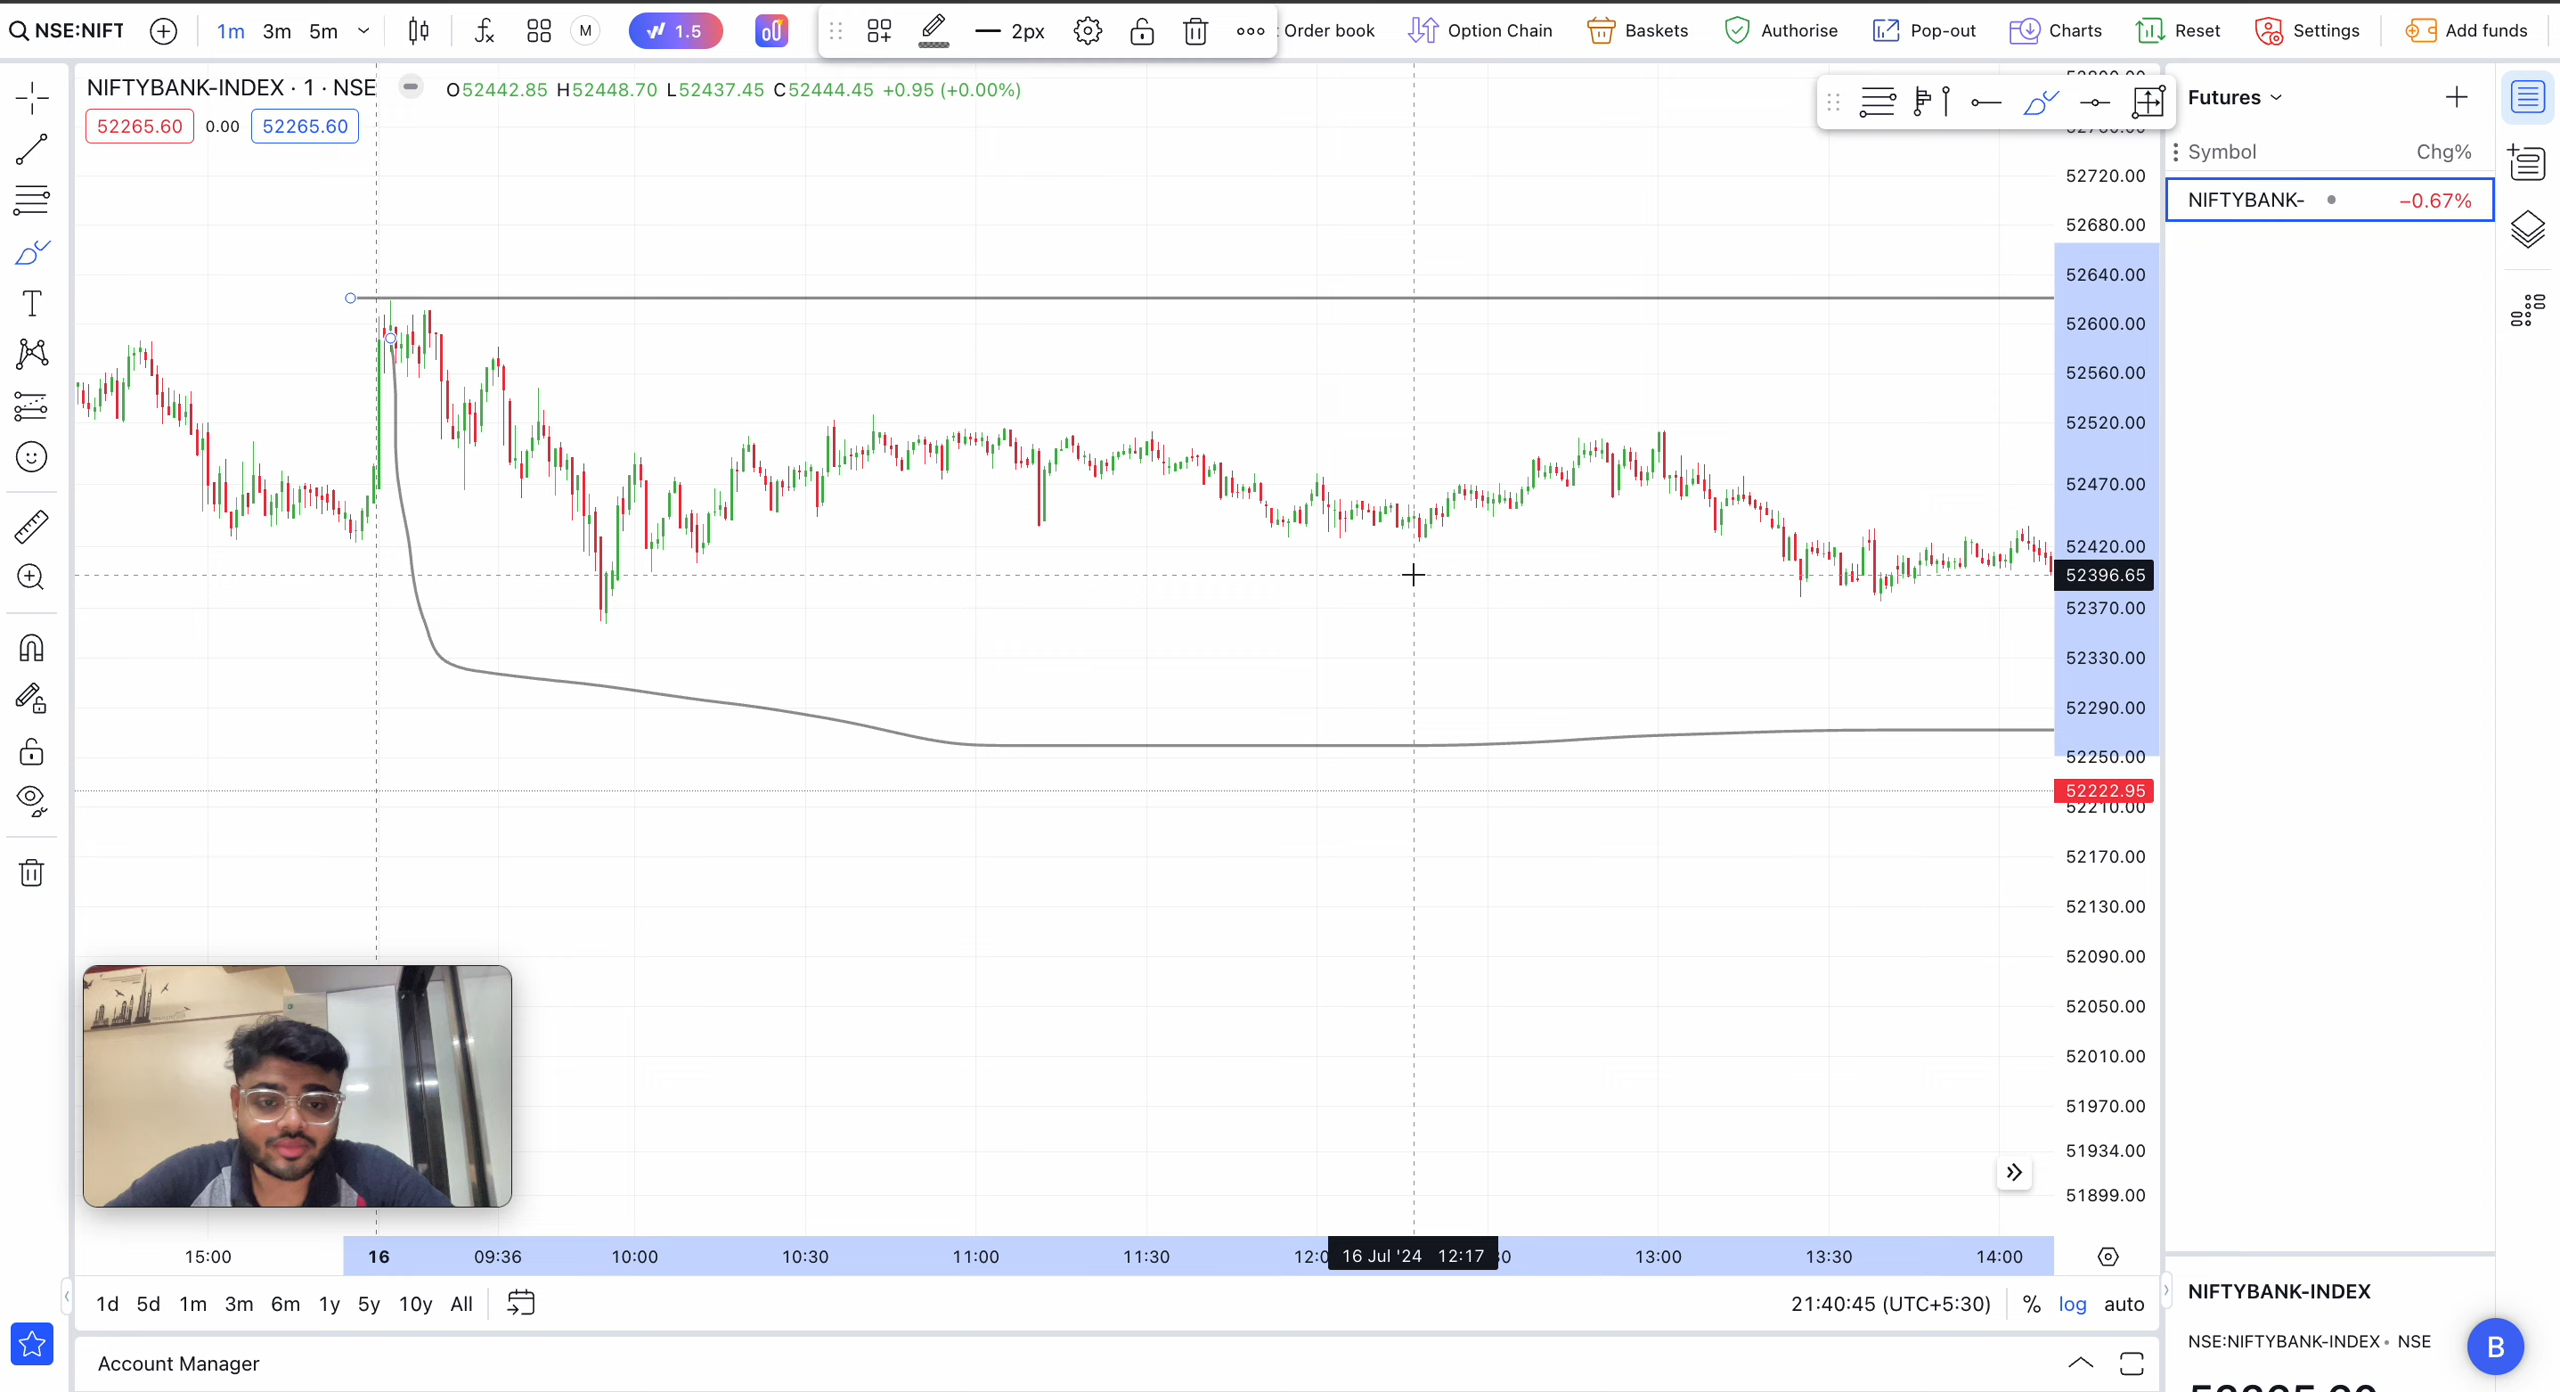 NSE:NIFT 1m 3m 5m M 1.5 2px Order book Option Chain Baskets Authorise Pop-out Charts Reset Settings Add funds
NIFTYBANK-INDEX · 1 · NSE O52442.85 H52448.70 L52437.45 C52444.45 +0.95 (+0.00%)
52265.60 0.00 52265.60
Futures
Symbol Chg%
NIFTYBANK- −0.67%
52720.00
52680.00
52640.00
52600.00
52560.00
52520.00
52470.00
52420.00
52396.65
52370.00
52330.00
52290.00
52250.00
52222.95
52210.00
52170.00
52130.00
52090.00
52050.00
52010.00
51970.00
51934.00
51899.00
15:00 16 09:36 10:00 10:30 11:00 11:30 12:0 16 Jul '24 12:17 13:00 13:30 14:00
1d 5d 1m 3m 6m 1y 5y 10y All 21:40:45 (UTC+5:30) % log auto
Account Manager
NIFTYBANK-INDEX
NSE:NIFTYBANK-INDEX • NSE
B